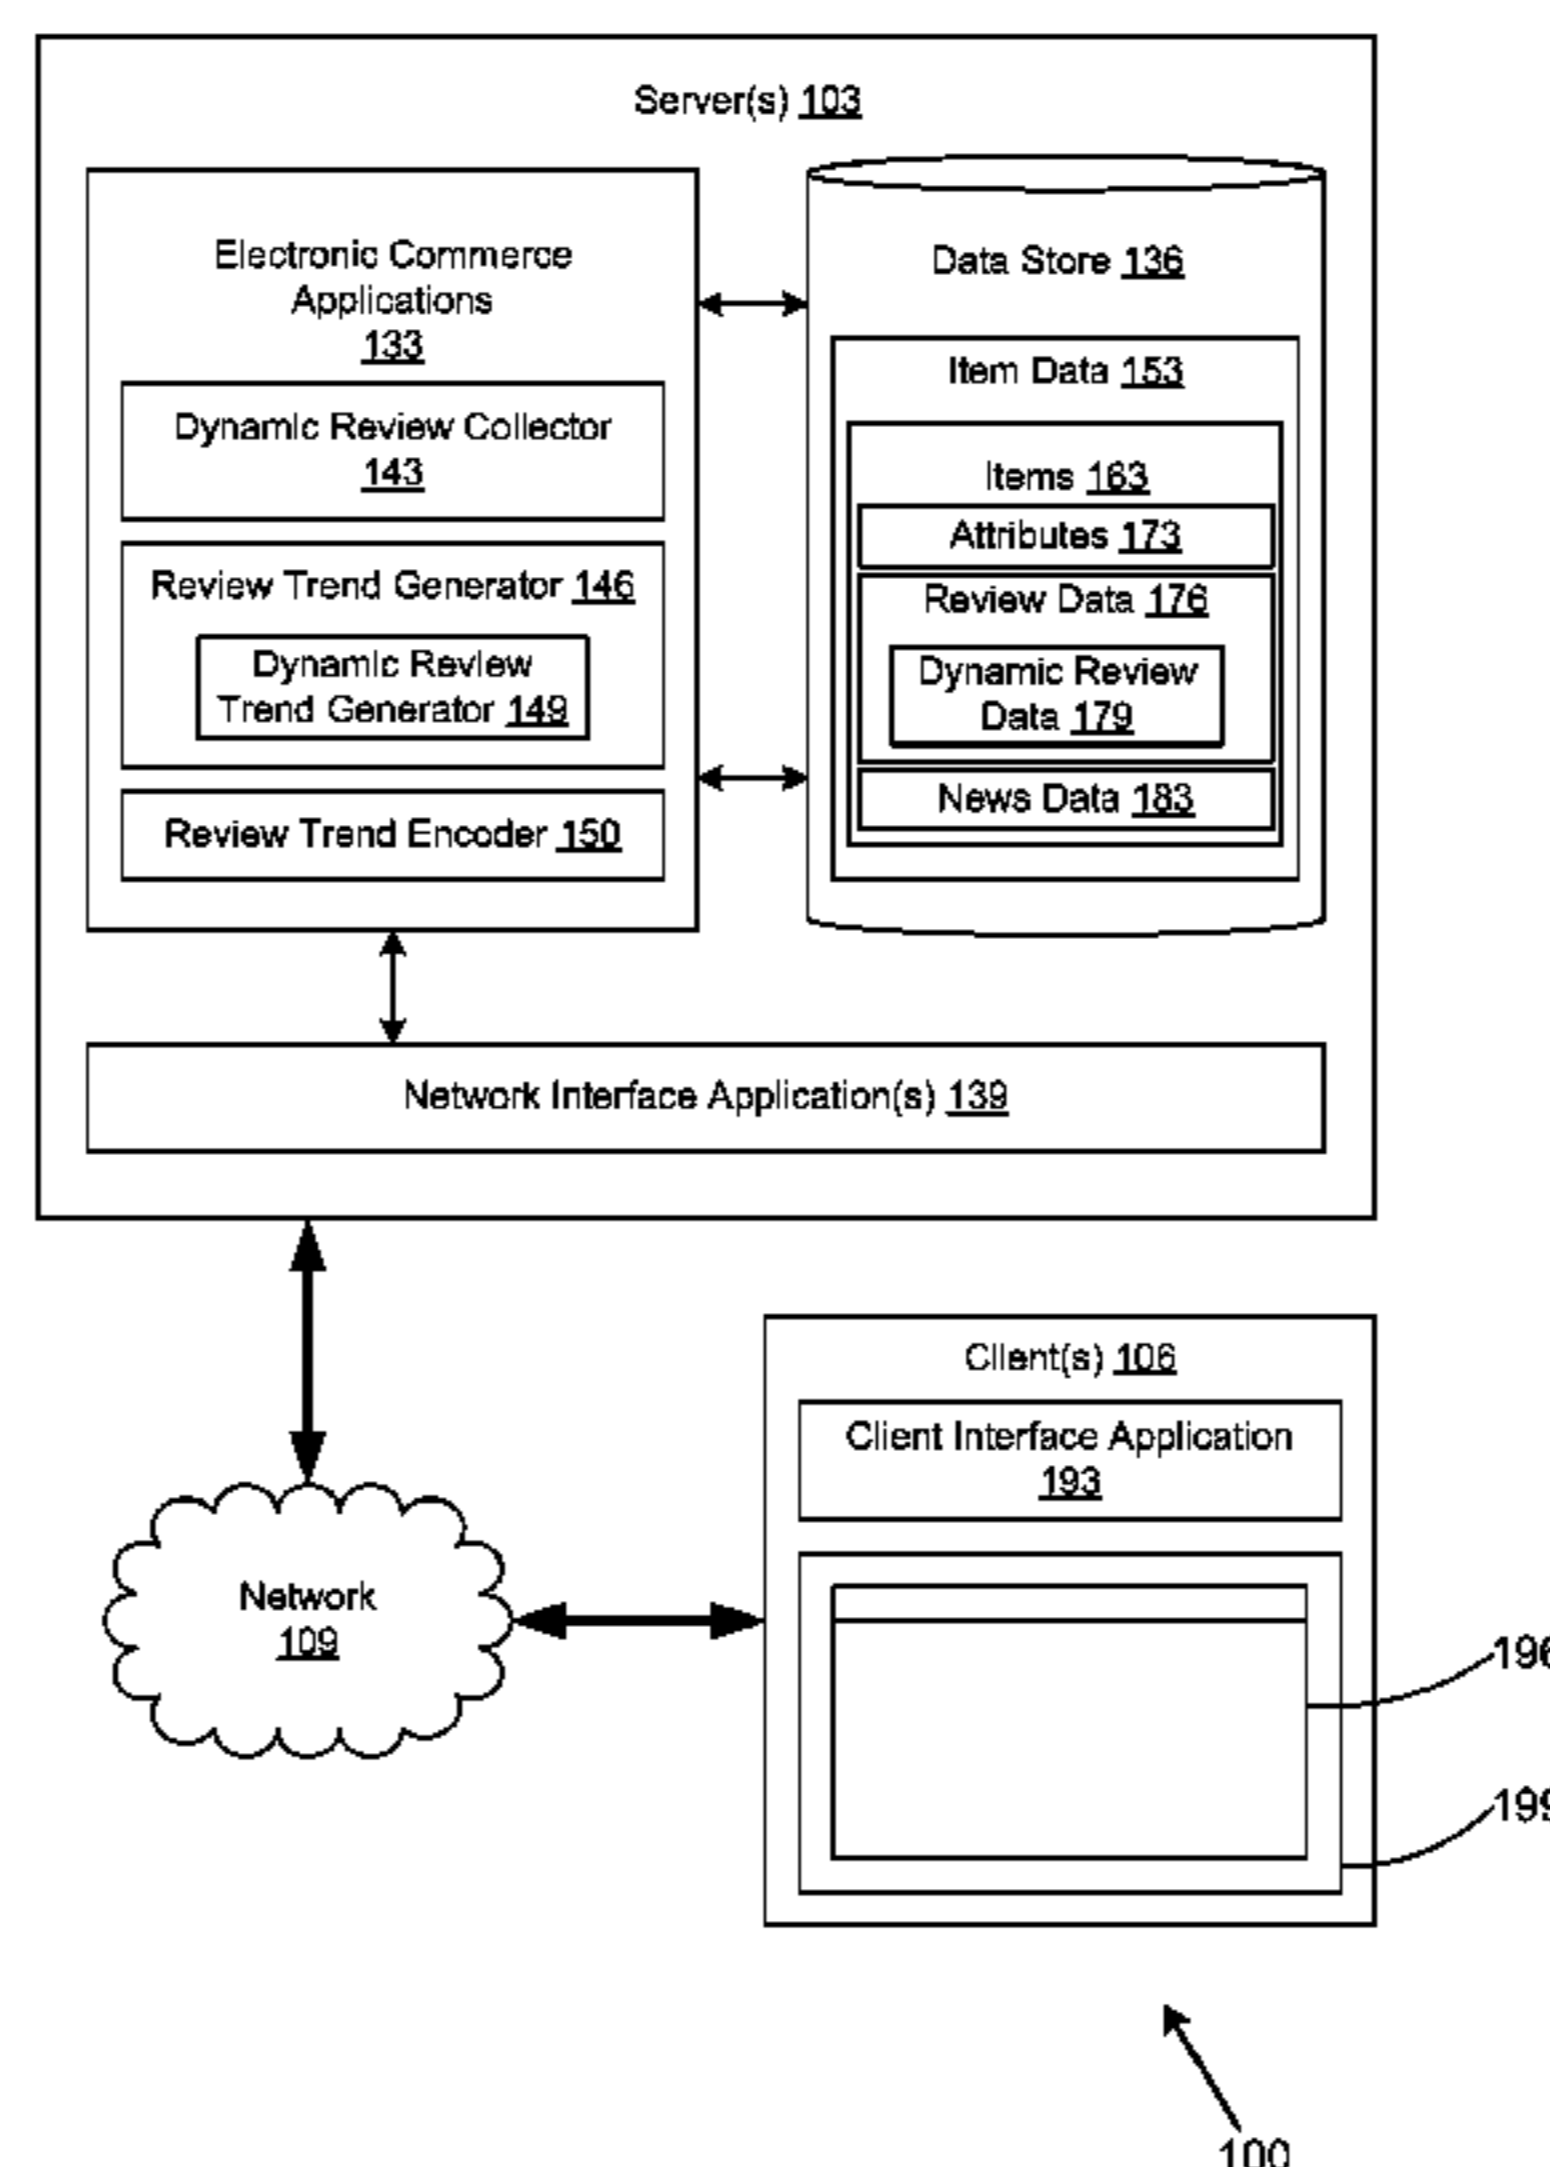 Server(s) 103
Electronic Commerce
Applications
133
Dynamic Review Collector
143
Review Trend Generator 146
Dynamic Review
Trend Generator 149
Review Trend Encoder 150
Data Store 136
Item Data 153
Items 163
Attributes 173
Review Data 176
Dynamic Review
Data 179
News Data 183
Network Interface Application(s) 139
Client(s) 106
Client Interface Application
193
Network
109
196
199
100